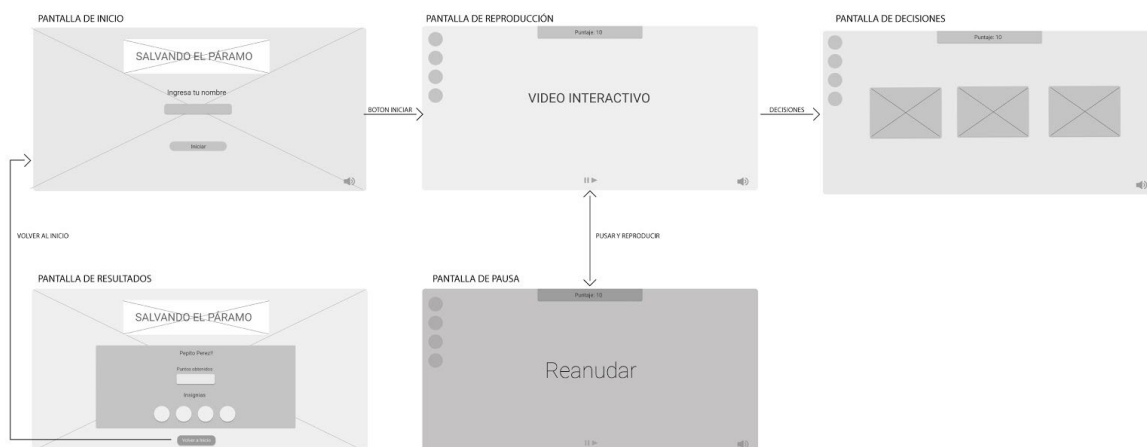 PANTALLA DE INICIO
SALVANDO EL PÁRAMO
Ingresa tu nombre
Iniciar
BOTON INICIAR
PANTALLA DE REPRODUCCIÓN
Puntaje: 10
VIDEO INTERACTIVO
DECISIONES
PANTALLA DE DECISIONES
Puntaje: 10
VOLVER AL INICIO
PUSAR Y REPRODUCIR
PANTALLA DE RESULTADOS
SALVANDO EL PÁRAMO
Pepito Perez!!
Puntos obtenidos
Insignias
Volver a Inicio
PANTALLA DE PAUSA
Puntaje: 10
Reanudar